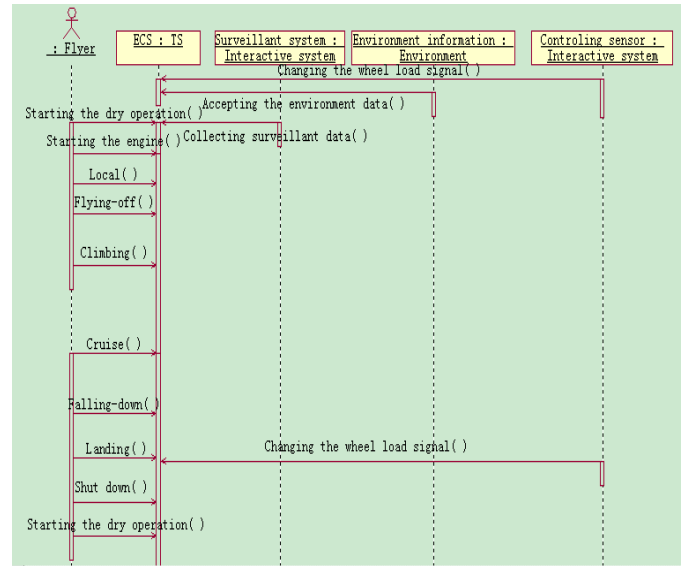 : Flyer
ECS : TS
Surveillant system :
Interactive system
Environment information :
Environment
Controling sensor :
Interactive system
Changing the wheel load signal( )
Accepting the environment data( )
Starting the dry operation( )
Collecting surveillant data( )
Starting the engine( )
Local( )
Flying-off( )
Climbing( )
Cruise( )
Falling-down( )
Landing( )
Changing the wheel load signal( )
Shut down( )
Starting the dry operation( )